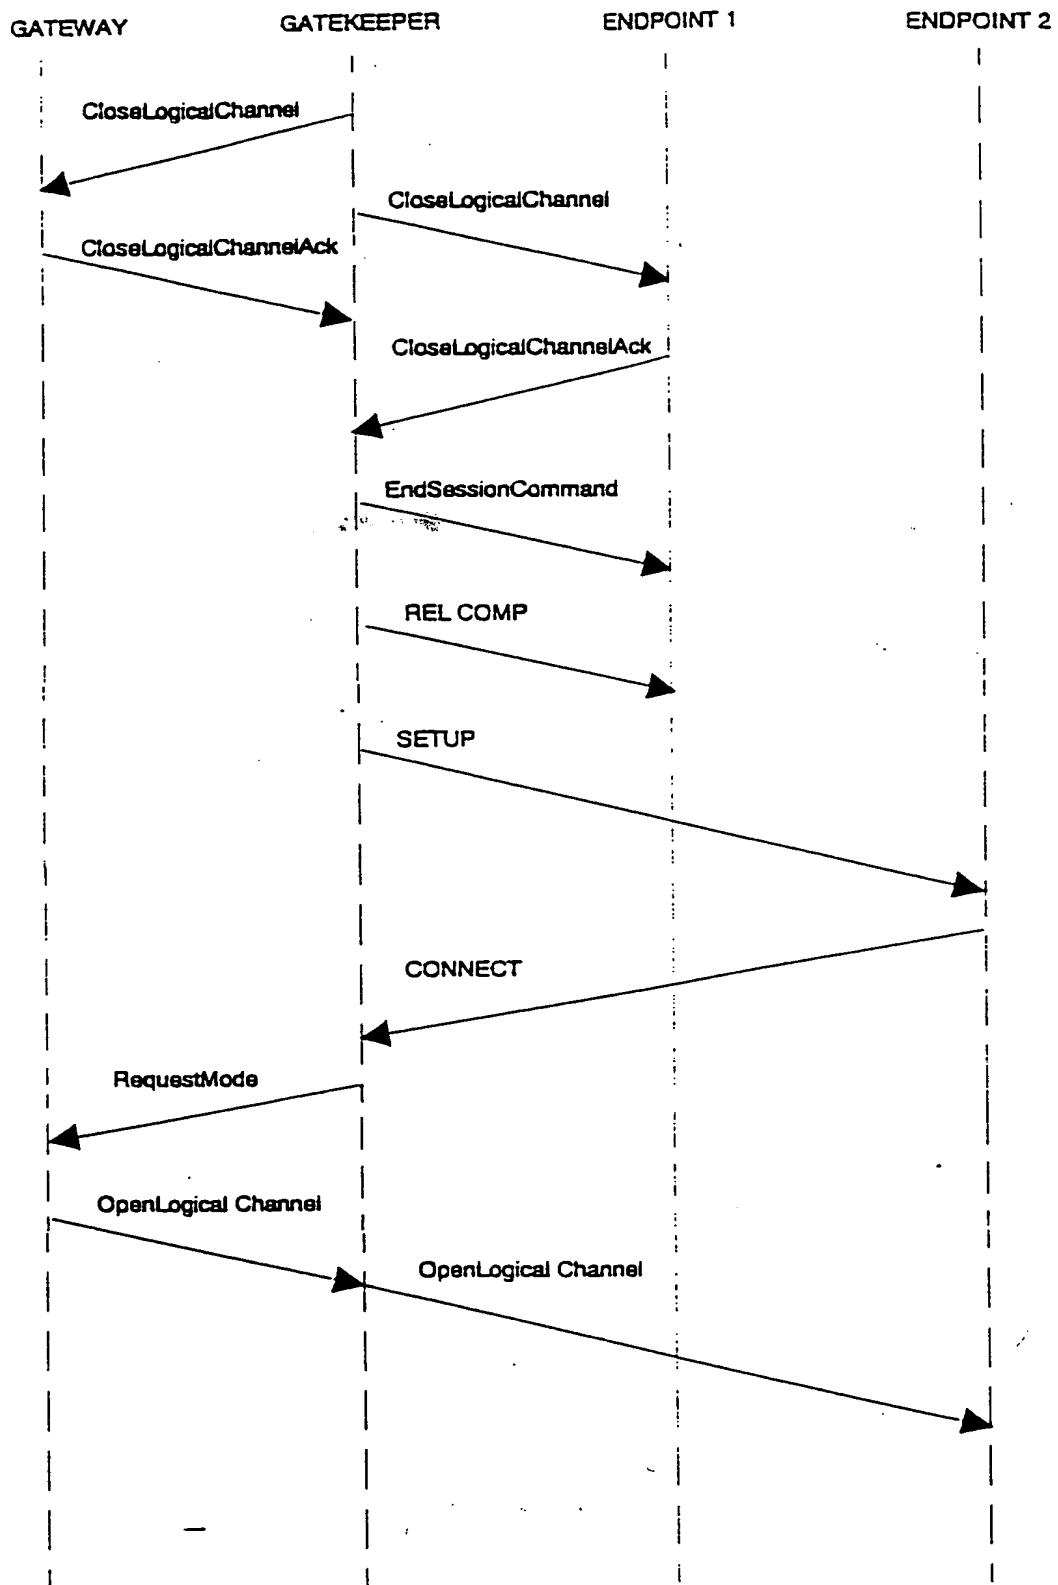 GATEWAY GATEKEEPER ENDPOINT 1 ENDPOINT 2
CloseLogicalChannel
CloseLogicalChannel
CloseLogicalChannelAck
CloseLogicalChannelAck
EndSessionCommand
REL COMP
SETUP
CONNECT
RequestMode
OpenLogical Channel
OpenLogical Channel